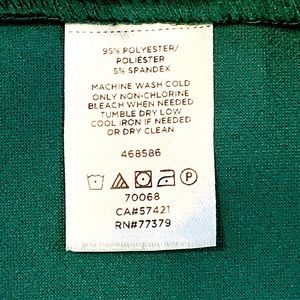 95% POLYESTER/
POLIÉSTER
5% SPANDEX
MACHINE WASH COLD
ONLY NON-CHLORINE
BLEACH WHEN NEEDED
TUMBLE DRY LOW
COOL IRON IF NEEDED
OR DRY CLEAN
468586
P
70068
CA#57421
RN#77379